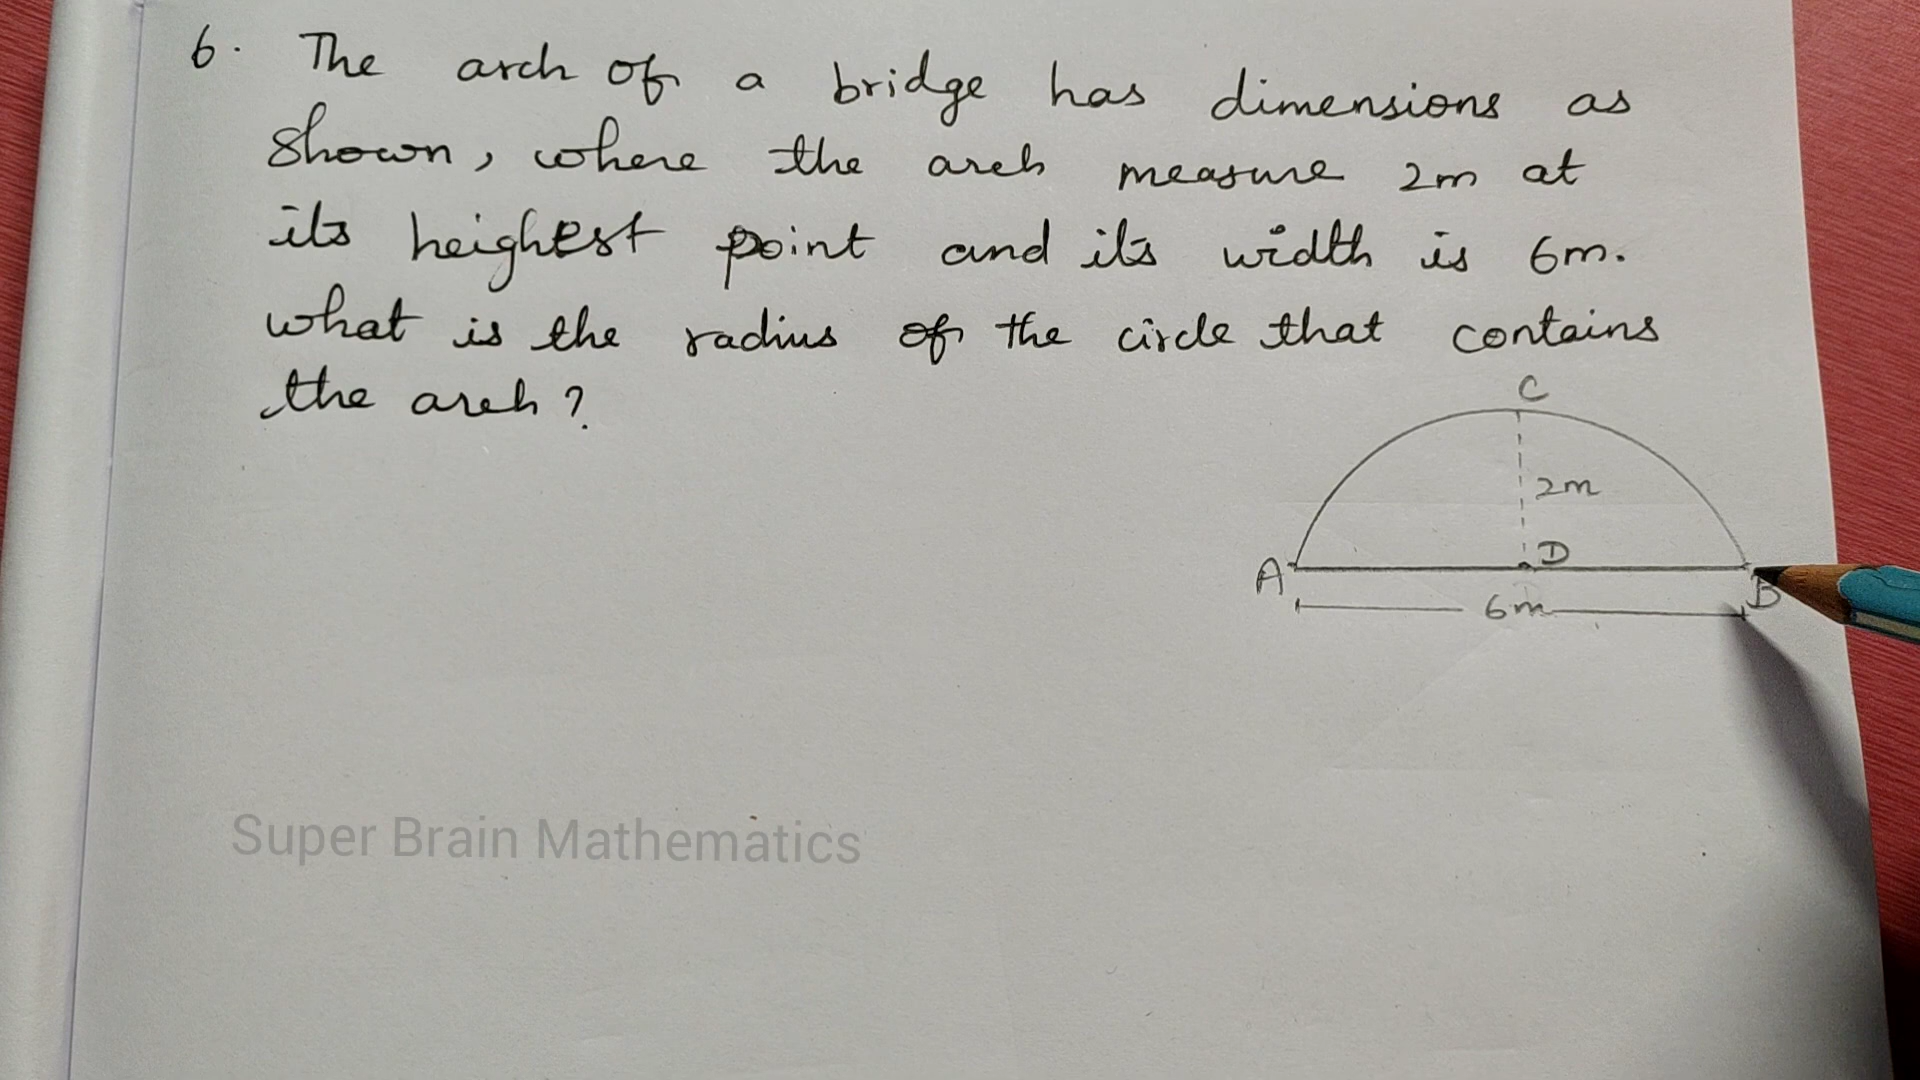 6. The arch of a bridge has dimensions as
shown, where the arch measure 2m at
its heighest point and its width is 6m.
what is the radius of the circle that contains
the arch?
C
2m
A D B
6m
Super Brain Mathematics